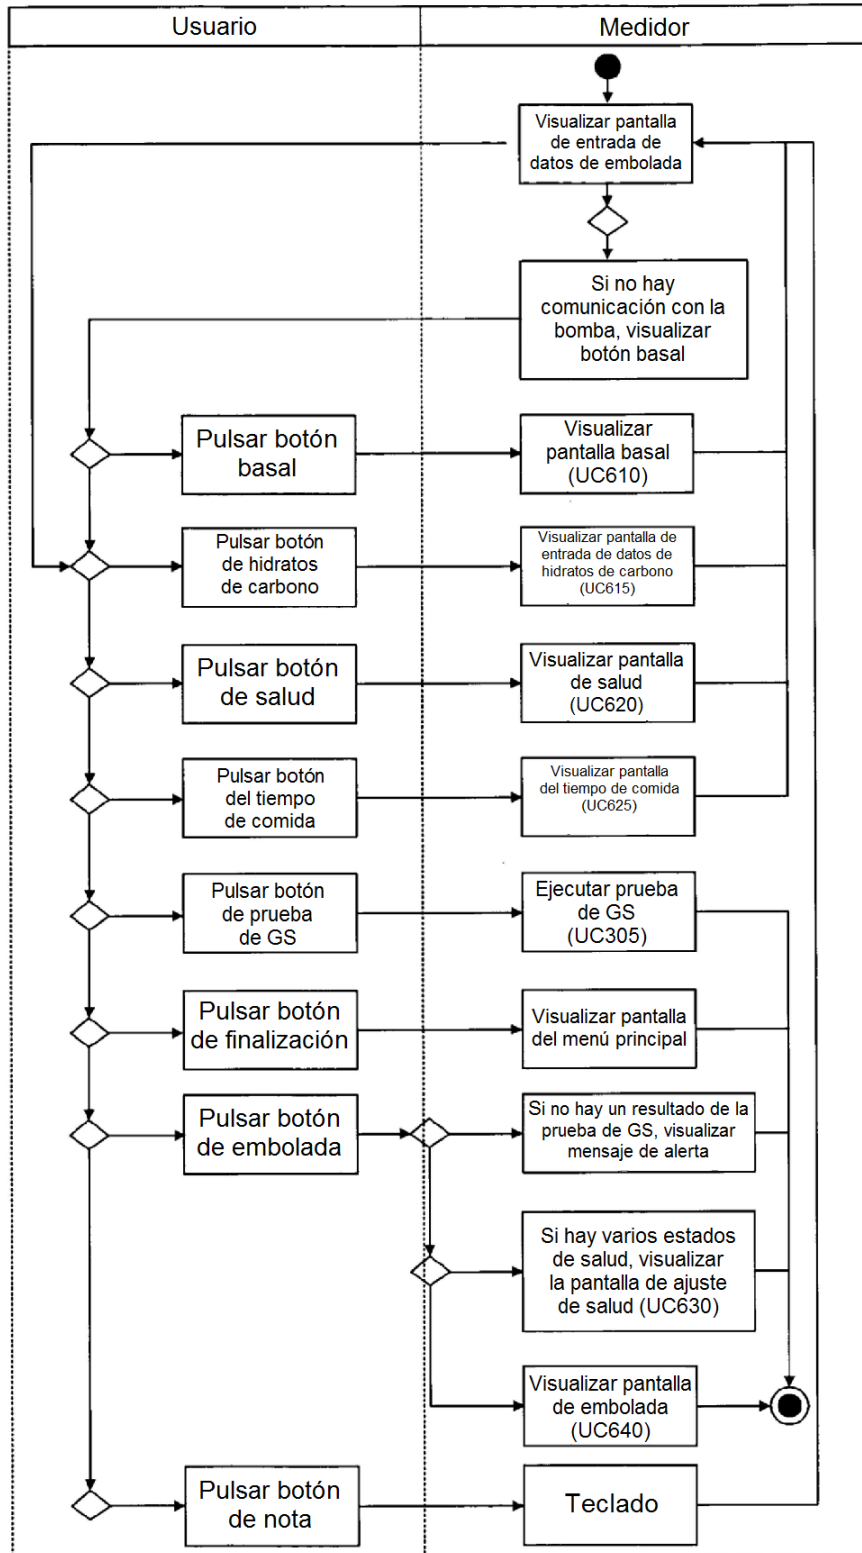 Usuario
Medidor
Visualizar pantalla
de entrada de
datos de embolada
Si no hay
comunicación con la
bomba, visualizar
botón basal
Pulsar botón
basal
Visualizar
pantalla basal
(UC610)
Pulsar botón
de hidratos
de carbono
Visualizar pantalla de
entrada de datos de
hidratos de carbono
(UC615)
Pulsar botón
de salud
Visualizar pantalla
de salud
(UC620)
Pulsar botón
del tiempo
de comida
Visualizar pantalla
del tiempo de comida
(UC625)
Pulsar botón
de prueba
de GS
Ejecutar prueba
de GS
(UC305)
Pulsar botón
de finalización
Visualizar pantalla
del menú principal
Pulsar botón
de embolada
Si no hay un resultado de la
prueba de GS, visualizar
mensaje de alerta
Si hay varios estados
de salud, visualizar
la pantalla de ajuste
de salud (UC630)
Visualizar pantalla
de embolada
(UC640)
Pulsar botón
de nota
Teclado